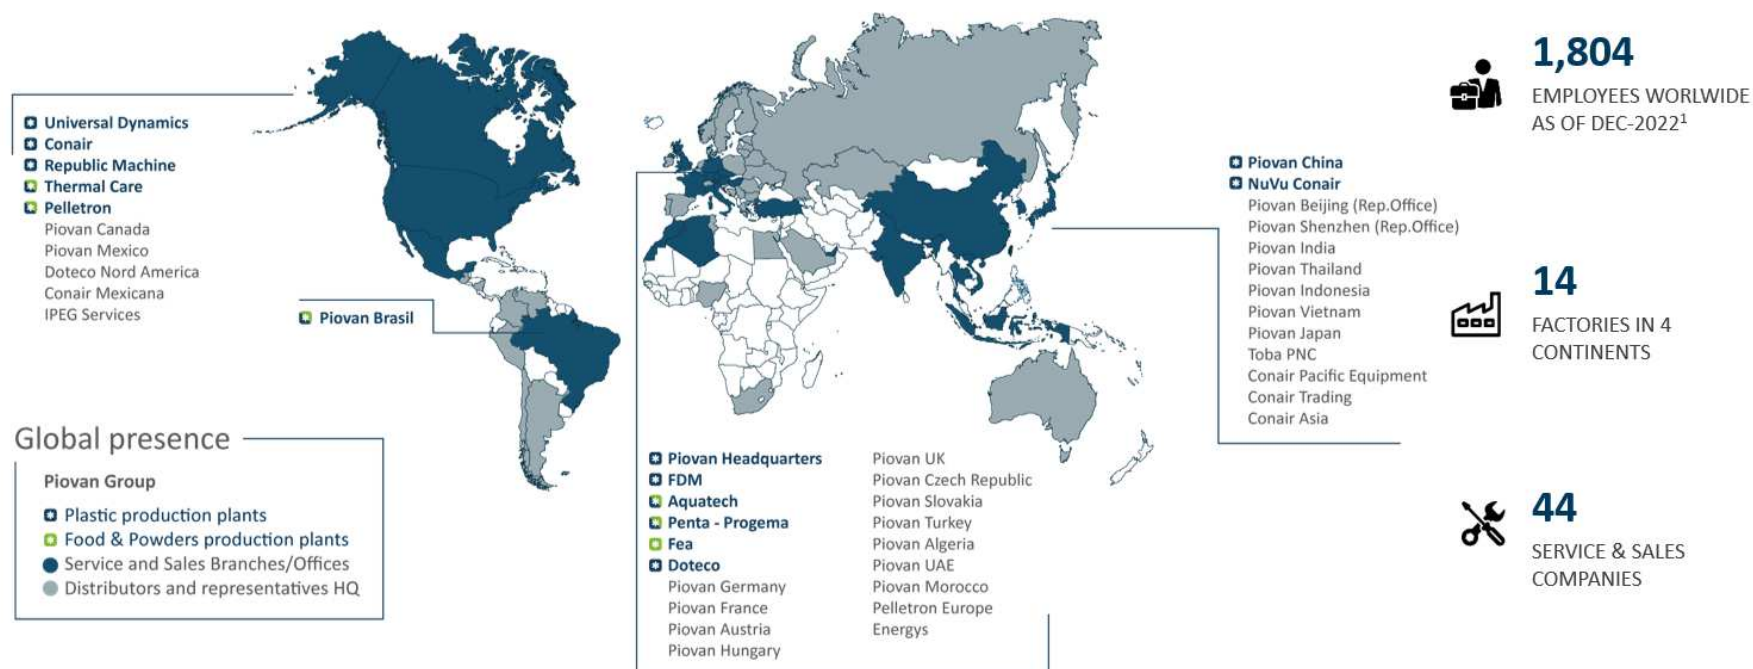 Universal Dynamics
Conair
Republic Machine
Thermal Care
Pelletron
Piovan Canada
Piovan Mexico
Doteco Nord America
Conair Mexicana
IPEG Services
Piovan Brasil
Global presence
Piovan Group
Plastic production plants
Food & Powders production plants
Service and Sales Branches/Offices
Distributors and representatives HQ
Piovan Headquarters
FDM
Aquatech
Penta - Progema
Fea
Doteco
Piovan Germany
Piovan France
Piovan Austria
Piovan Hungary
Piovan UK
Piovan Czech Republic
Piovan Slovakia
Piovan Turkey
Piovan Algeria
Piovan UAE
Piovan Morocco
Pelletron Europe
Energys
Piovan China
NuVu Conair
Piovan Beijing (Rep.Office)
Piovan Shenzhen (Rep.Office)
Piovan India
Piovan Thailand
Piovan Indonesia
Piovan Vietnam
Piovan Japan
Toba PNC
Conair Pacific Equipment
Conair Trading
Conair Asia
1,804
EMPLOYEES WORLWIDE
AS OF DEC-2022¹
14
FACTORIES IN 4
CONTINENTS
44
SERVICE & SALES
COMPANIES